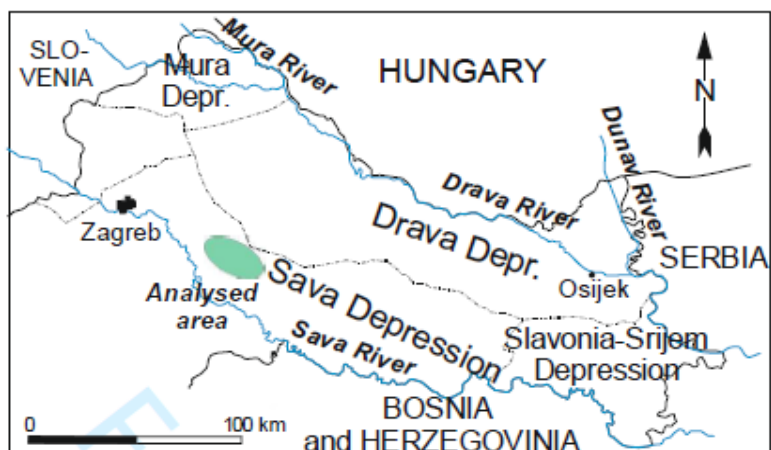 SLO-
VENIA
Mura
Depr.
Mura River
HUNGARY
N
Dunav River
Drava River
Drava Depr.
Zagreb
SERBIA
Osijek
Analysed
area
Sava Depression
Sava River
Slavonia-Srijem
Depression
BOSNIA
and HERZEGOVINIA
0
100 km